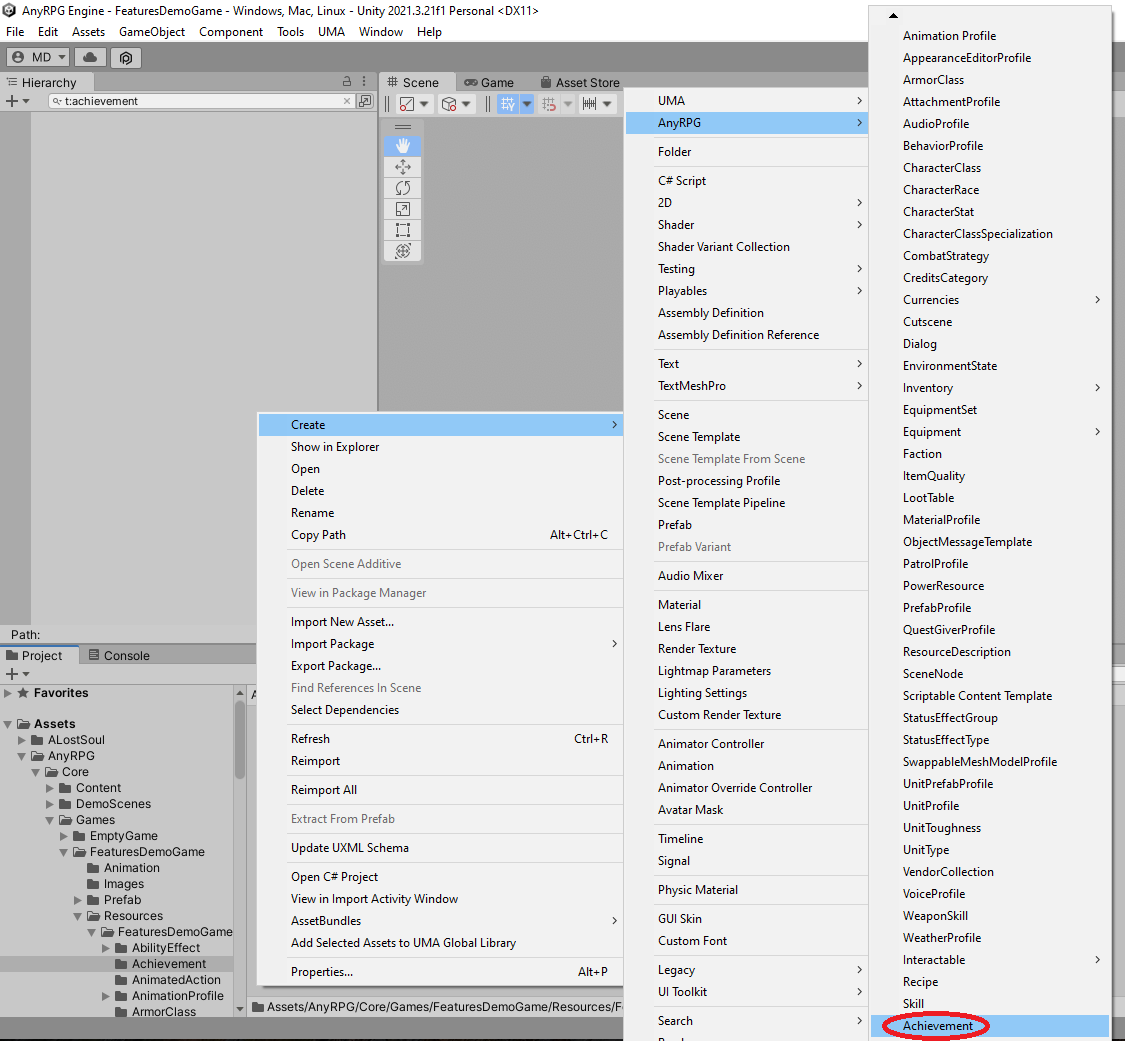 AnyRPG Engine - FeaturesDemoGame - Windows, Mac, Linux - Unity 2021.3.21f1 Personal <DX11>
File Edit Assets GameObject Component Tools UMA Window Help
MD
Hierarchy
t:achievement
Path:
Scene Game Asset Store
Project Console
Favorites
Assets
ALostSoul
AnyRPG
Core
Content
DemoScenes
Games
EmptyGame
FeaturesDemoGame
Animation
Images
Prefab
Resources
FeaturesDemoGame
AbilityEffect
Achievement
AnimatedAction
AnimationProfile
ArmorClass
Assets/AnyRPG/Core/Games/FeaturesDemoGame/Resources/F
Create
Show in Explorer
Open
Delete
Rename
Copy Path Alt+Ctrl+C
Open Scene Additive
View in Package Manager
Import New Asset...
Import Package
Export Package...
Find References In Scene
Select Dependencies
Refresh Ctrl+R
Reimport
Reimport All
Extract From Prefab
Update UXML Schema
Open C# Project
View in Import Activity Window
AssetBundles
Add Selected Assets to UMA Global Library
Properties... Alt+P
UMA
AnyRPG
Folder
C# Script
2D
Shader
Shader Variant Collection
Testing
Playables
Assembly Definition
Assembly Definition Reference
Text
TextMeshPro
Scene
Scene Template
Scene Template From Scene
Post-processing Profile
Scene Template Pipeline
Prefab
Prefab Variant
Audio Mixer
Material
Lens Flare
Render Texture
Lightmap Parameters
Lighting Settings
Custom Render Texture
Animator Controller
Animation
Animator Override Controller
Avatar Mask
Timeline
Signal
Physic Material
GUI Skin
Custom Font
Legacy
UI Toolkit
Search
Animation Profile
AppearanceEditorProfile
ArmorClass
AttachmentProfile
AudioProfile
BehaviorProfile
CharacterClass
CharacterRace
CharacterStat
CharacterClassSpecialization
CombatStrategy
CreditsCategory
Currencies
Cutscene
Dialog
EnvironmentState
Inventory
EquipmentSet
Equipment
Faction
ItemQuality
LootTable
MaterialProfile
ObjectMessageTemplate
PatrolProfile
PowerResource
PrefabProfile
QuestGiverProfile
ResourceDescription
SceneNode
Scriptable Content Template
StatusEffectGroup
StatusEffectType
SwappableMeshModelProfile
UnitPrefabProfile
UnitProfile
UnitToughness
UnitType
VendorCollection
VoiceProfile
WeaponSkill
WeatherProfile
Interactable
Recipe
Skill
Achievement